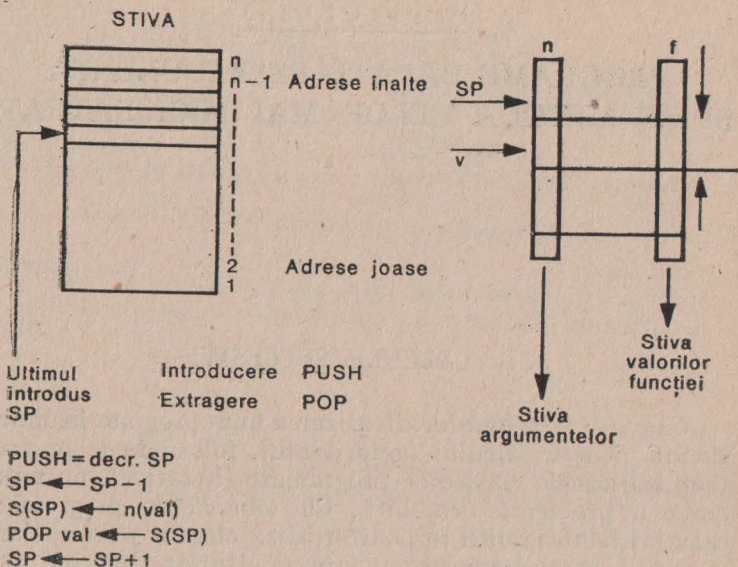 STIVA
n
n-1 Adrese înalte
2 Adrese joase
1
Ultimul
introdus
SP
Introducere PUSH
Extragere POP
PUSH=decr. SP
SP ← SP-1
S(SP) ← n(val)
POP val ← S(SP)
SP ← SP+1
n f
SP
v
Stiva
valorilor
funcției
Stiva
argumentelor